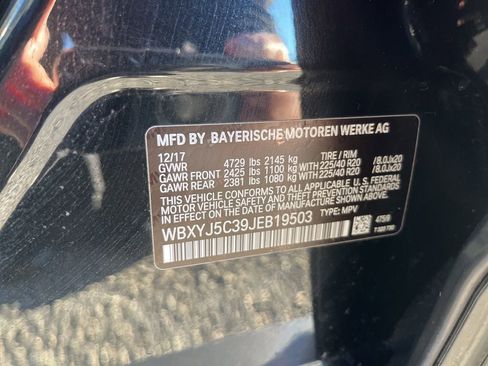 MFD BY BAYERISCHE MOTOREN WERKE AG
12/17 TIRE / RIM
GVWR 4729 lbs 2145 kg
GAWR FRONT 2425 lbs 1100 kg WITH 225/40 R20 / 8.0Jx20
GAWR REAR 2381 lbs 1080 kg WITH 225/40 R20 / 8.0Jx20
THIS VEHICLE CONFORMS TO ALL APPLICABLE FEDERAL
MOTOR VEHICLE SAFETY STANDARDS IN EFFECT ON THE
DATE OF MANUFACTURE SHOWN ABOVE.
WBXYJ5C39JEB19503 TYPE: MPV 475/9